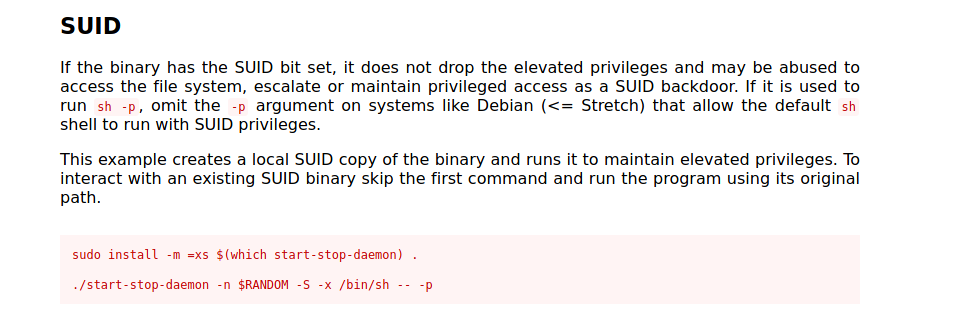 SUID
If the binary has the SUID bit set, it does not drop the elevated privileges and may be abused to
access the file system, escalate or maintain privileged access as a SUID backdoor. If it is used to
run sh -p, omit the -p argument on systems like Debian (<= Stretch) that allow the default sh
shell to run with SUID privileges.
This example creates a local SUID copy of the binary and runs it to maintain elevated privileges. To
interact with an existing SUID binary skip the first command and run the program using its original
path.
sudo install -m =xs $(which start-stop-daemon) .
./start-stop-daemon -n $RANDOM -S -x /bin/sh -- -p